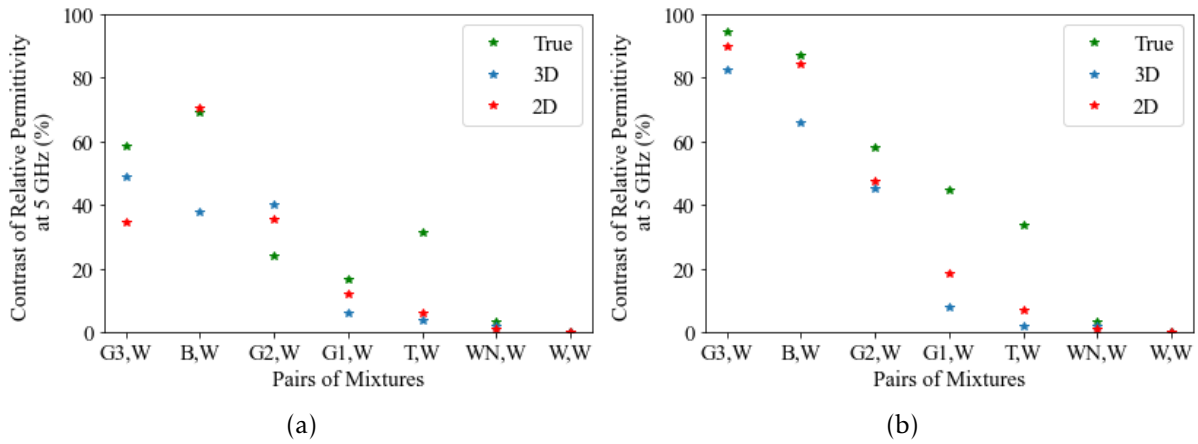 Contrast of Relative Permittivity
at 5 GHz (%)
100
80
60
40
20
0
True
3D
2D
G3,W B,W G2,W G1,W T,W WN,W W,W
Pairs of Mixtures
(a)
Contrast of Relative Permittivity
at 5 GHz (%)
100
80
60
40
20
0
True
3D
2D
G3,W B,W G2,W G1,W T,W WN,W W,W
Pairs of Mixtures
(b)